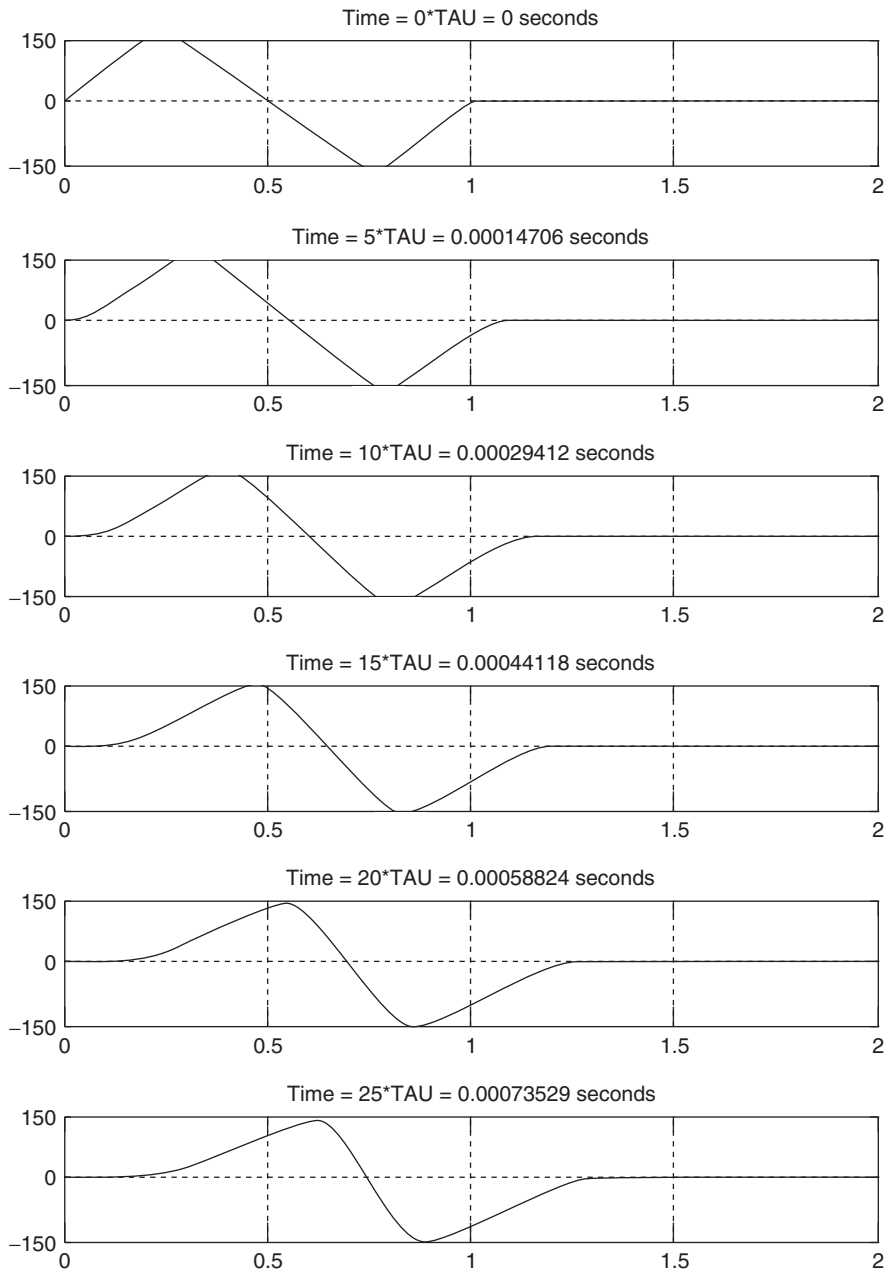 Time = 0*TAU = 0 seconds
150
0
−150
0 0.5 1 1.5 2
Time = 5*TAU = 0.00014706 seconds
150
0
−150
0 0.5 1 1.5 2
Time = 10*TAU = 0.00029412 seconds
150
0
−150
0 0.5 1 1.5 2
Time = 15*TAU = 0.00044118 seconds
150
0
−150
0 0.5 1 1.5 2
Time = 20*TAU = 0.00058824 seconds
150
0
−150
0 0.5 1 1.5 2
Time = 25*TAU = 0.00073529 seconds
150
0
−150
0 0.5 1 1.5 2